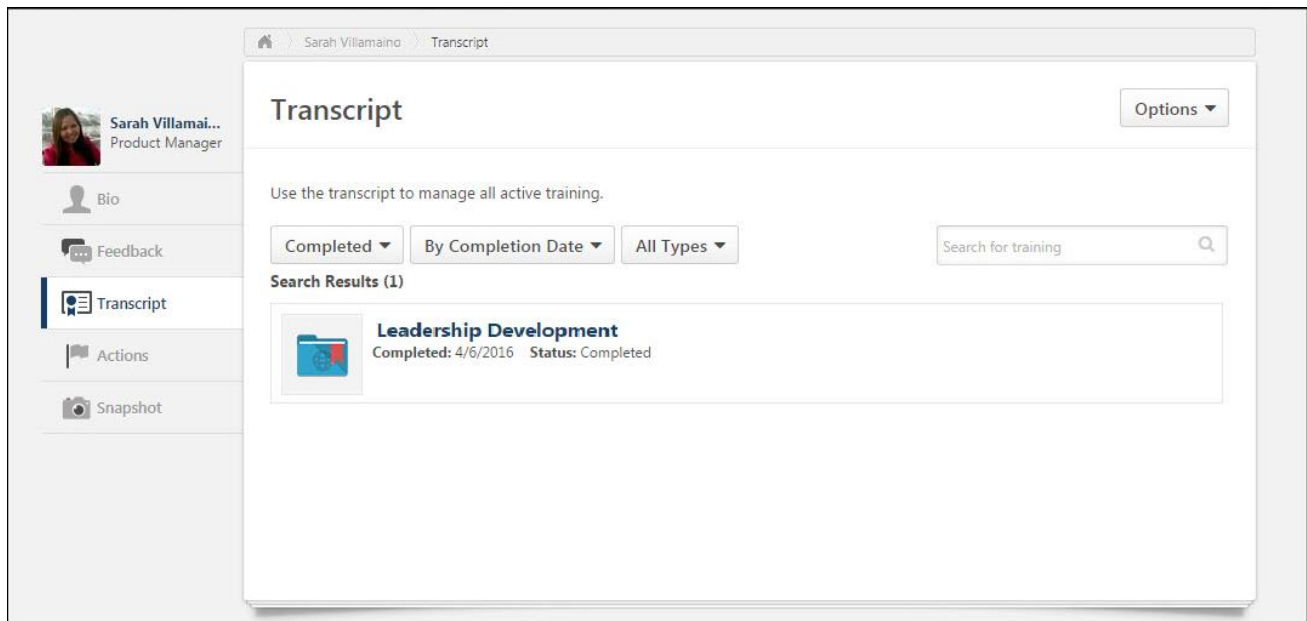 Sarah Villamaino Transcript
Sarah Villamai...
Product Manager
Bio
Feedback
Transcript
Actions
Snapshot
Transcript
Options
Use the transcript to manage all active training.
Completed By Completion Date All Types Search for training
Search Results (1)
Leadership Development
Completed: 4/6/2016 Status: Completed